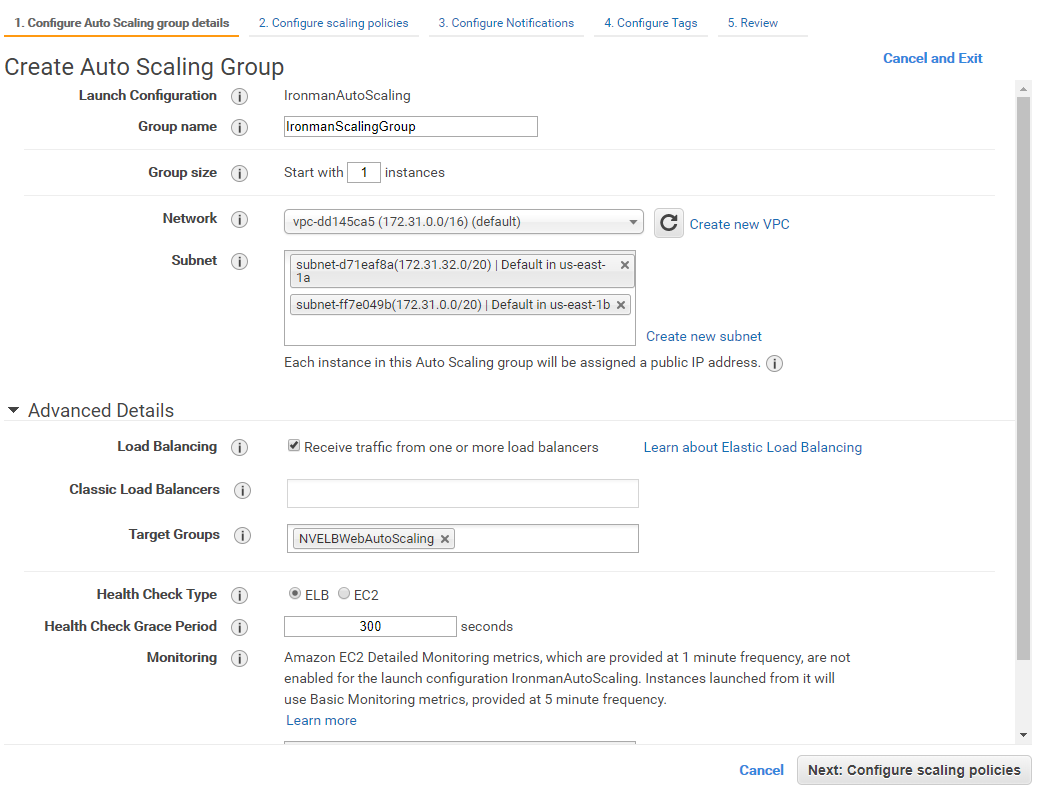 1. Configure Auto Scaling group details 2. Configure scaling policies 3. Configure Notifications 4. Configure Tags 5. Review
Create Auto Scaling Group
Cancel and Exit
Launch Configuration i IronmanAutoScaling
Group name i IronmanScalingGroup
Group size i Start with 1 instances
Network i vpc-dd145ca5 (172.31.0.0/16) (default) Create new VPC
Subnet i subnet-d71eaf8a(172.31.32.0/20) | Default in us-east-
1a
subnet-ff7e049b(172.31.0.0/20) | Default in us-east-1b
Create new subnet
Each instance in this Auto Scaling group will be assigned a public IP address. i
Advanced Details
Load Balancing i Receive traffic from one or more load balancers Learn about Elastic Load Balancing
Classic Load Balancers i
Target Groups i NVELBWebAutoScaling
Health Check Type i ELB EC2
Health Check Grace Period i 300 seconds
Monitoring i Amazon EC2 Detailed Monitoring metrics, which are provided at 1 minute frequency, are not
enabled for the launch configuration IronmanAutoScaling. Instances launched from it will
use Basic Monitoring metrics, provided at 5 minute frequency.
Learn more
Cancel Next: Configure scaling policies